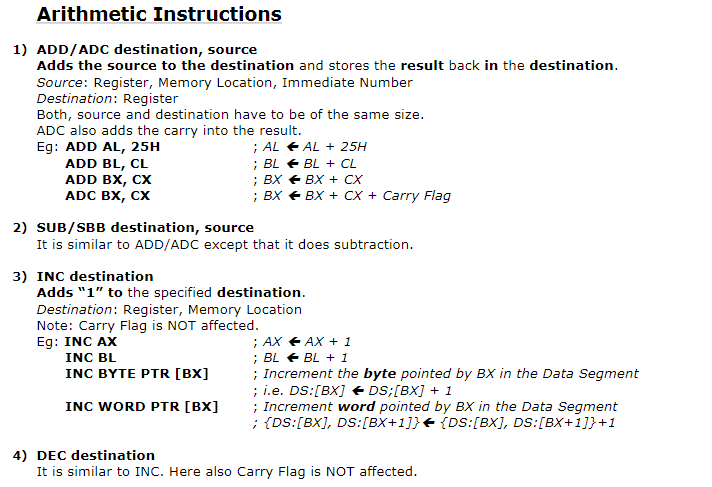 Arithmetic Instructions
1) ADD/ADC destination, source
Adds the source to the destination and stores the result back in the destination.
Source: Register, Memory Location, Immediate Number
Destination: Register
Both, source and destination have to be of the same size.
ADC also adds the carry into the result.
Eg: ADD AL, 25H ; AL 🡸 AL + 25H
ADD BL, CL ; BL 🡸 BL + CL
ADD BX, CX ; BX 🡸 BX + CX
ADC BX, CX ; BX 🡸 BX + CX + Carry Flag
2) SUB/SBB destination, source
It is similar to ADD/ADC except that it does subtraction.
3) INC destination
Adds “1” to the specified destination.
Destination: Register, Memory Location
Note: Carry Flag is NOT affected.
Eg: INC AX ; AX 🡸 AX + 1
INC BL ; BL 🡸 BL + 1
INC BYTE PTR [BX] ; Increment the byte pointed by BX in the Data Segment
; i.e. DS:[BX] 🡸 DS;[BX] + 1
INC WORD PTR [BX] ; Increment word pointed by BX in the Data Segment
; {DS:[BX], DS:[BX+1]} 🡸 {DS:[BX], DS:[BX+1]}+1
4) DEC destination
It is similar to INC. Here also Carry Flag is NOT affected.